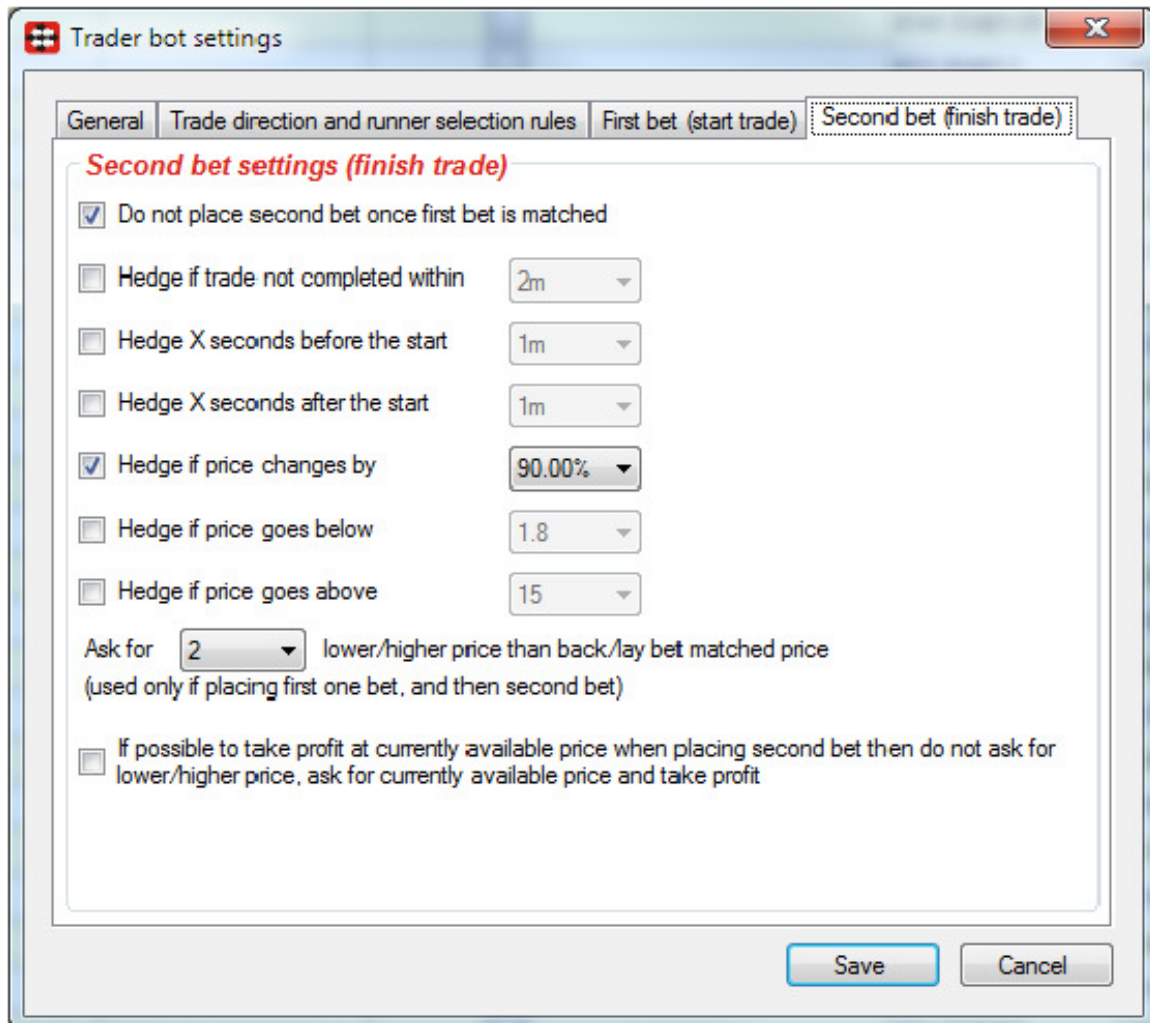 Trader bot settings
General
Trade direction and runner selection rules
First bet (start trade)
Second bet (finish trade)
Second bet settings (finish trade)
Do not place second bet once first bet is matched
Hedge if trade not completed within 2m
Hedge X seconds before the start 1m
Hedge X seconds after the start 1m
Hedge if price changes by 90.00%
Hedge if price goes below 1.8
Hedge if price goes above 15
Ask for 2 lower/higher price than back/lay bet matched price
(used only if placing first one bet, and then second bet)
If possible to take profit at currently available price when placing second bet then do not ask for
lower/higher price, ask for currently available price and take profit
Save
Cancel